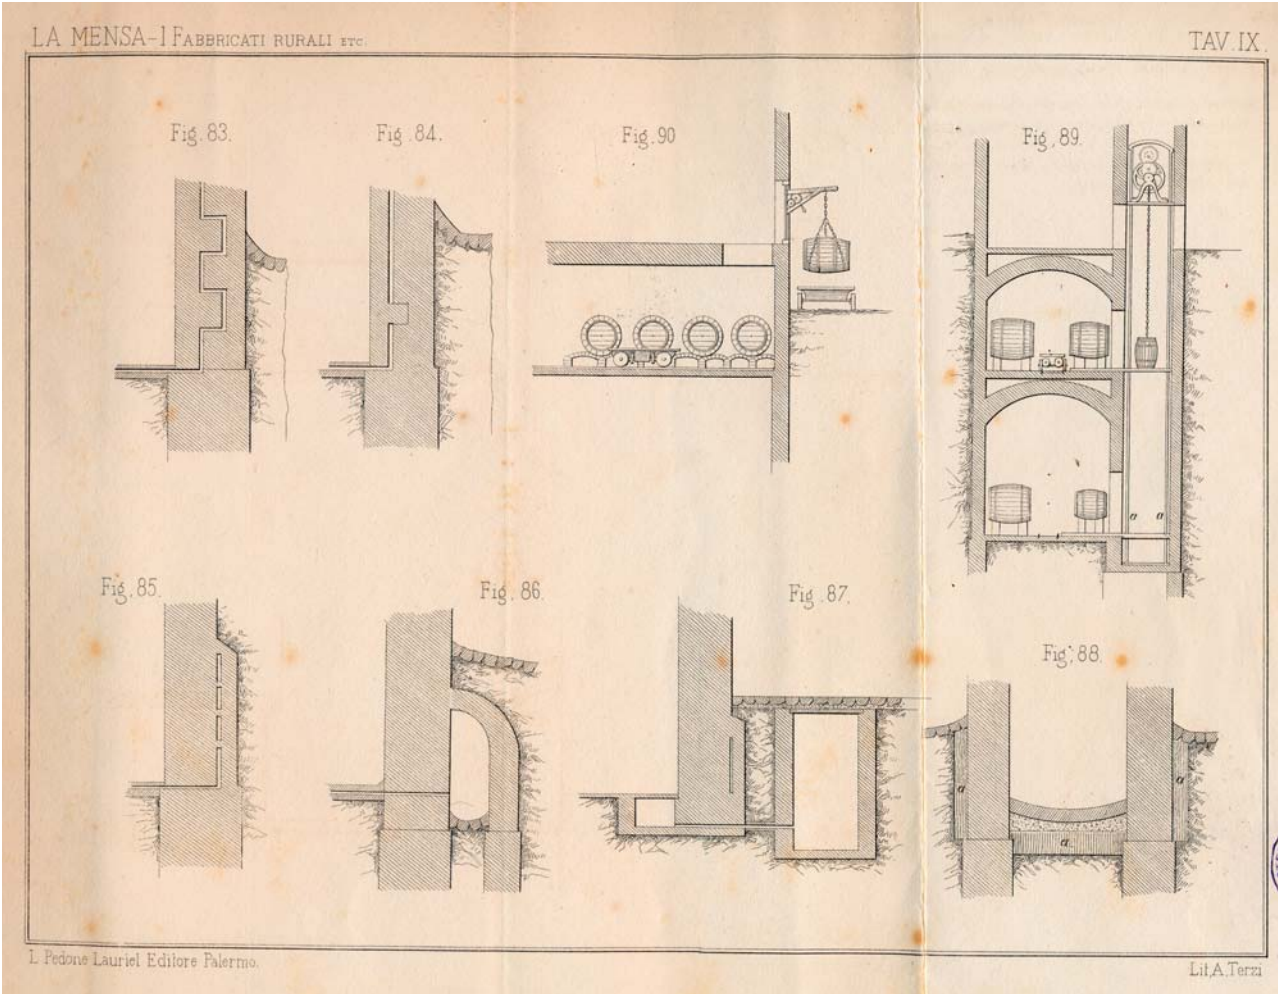 LA MENSA-I FABBRICATI RURALI ETC.
TAV. IX.
Fig. 83.
Fig. 84.
Fig. 90
Fig. 89.
a a
Fig. 85.
Fig. 86.
Fig. 87.
Fig. 88.
a
a
a
L. Pedone Lauriel Editore Palermo.
Lit. A. Terzi